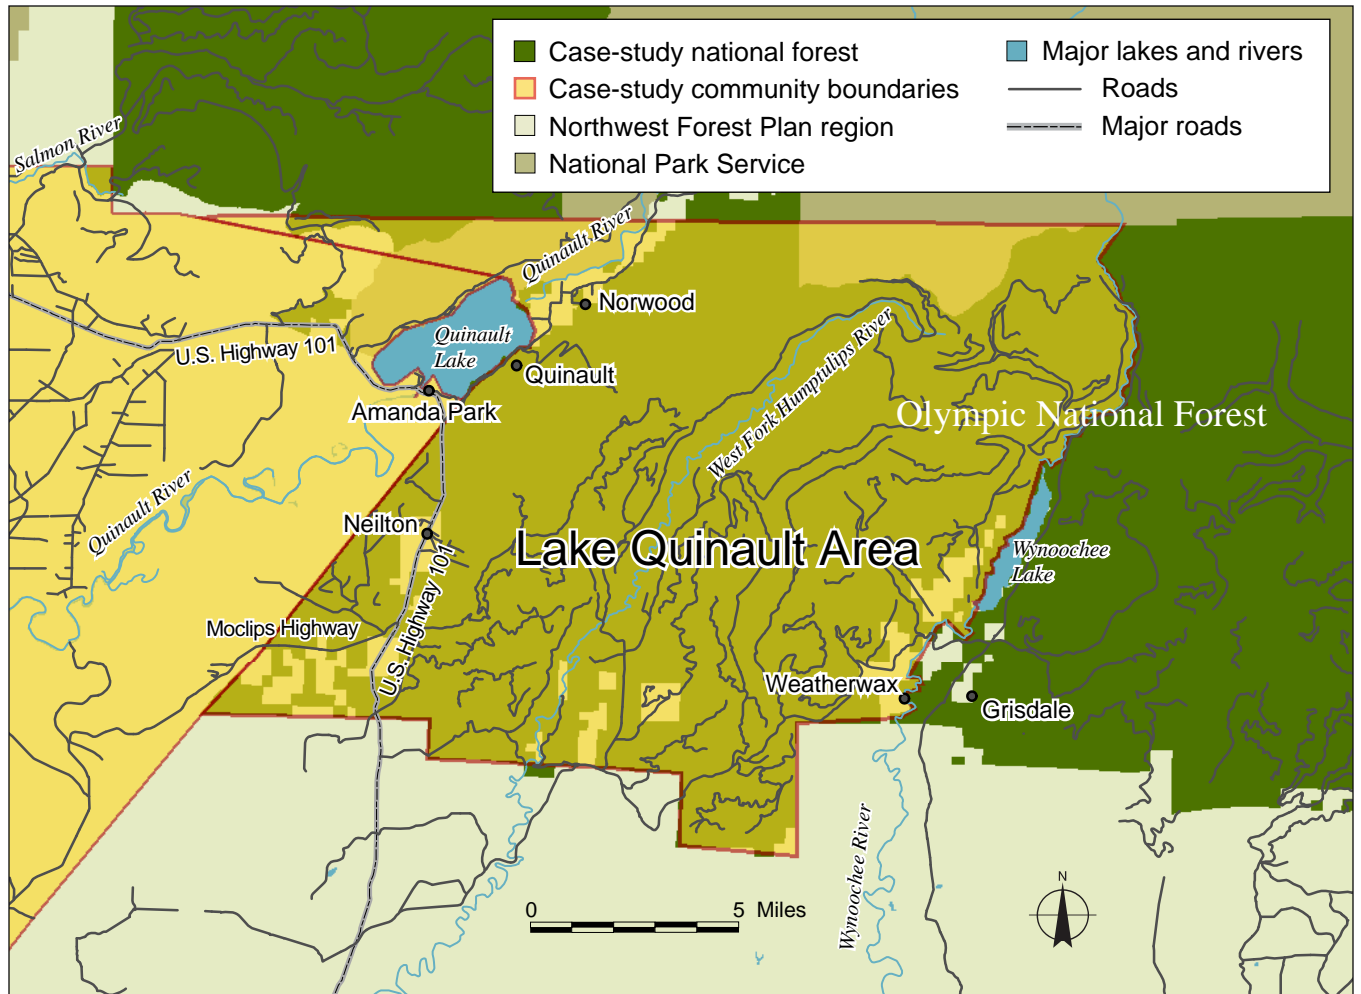 Case-study national forest
Case-study community boundaries
Northwest Forest Plan region
National Park Service
Major lakes and rivers
Roads
Major roads
Salmon River
Quinault River
Norwood
U.S. Highway 101
Quinault
Lake
Quinault
Amanda Park
West Fork Humptulips River
Olympic National Forest
Quinault River
Neilton
Lake Quinault Area
Wynoochee
Lake
U.S. Highway 101
Moclips Highway
Weatherwax
Grisdale
Wynoochee River
N
0 5 Miles